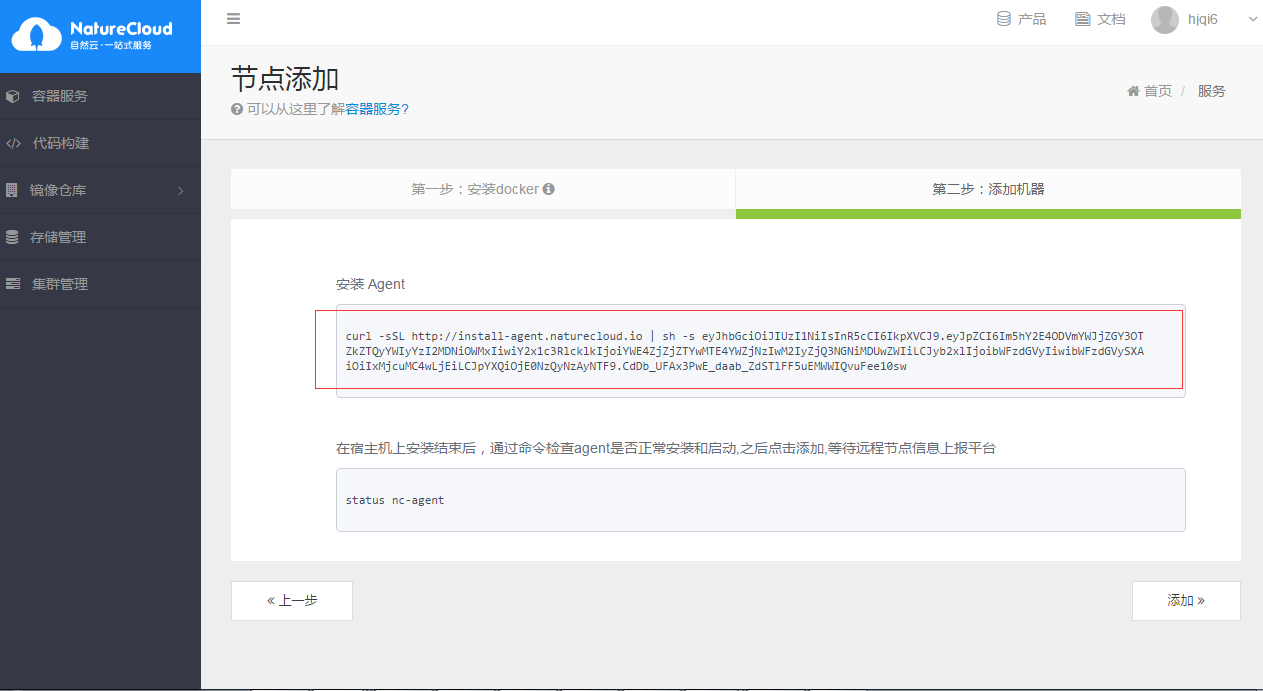 NatureCloud
自然云·一站式服务
产品
文档
hjqi6
容器服务
代码构建
镜像仓库
存储管理
集群管理
节点添加
可以从这里了解容器服务?
首页 / 服务
第一步：安装docker
第二步：添加机器
安装 Agent
curl -sSL http://install-agent.naturecloud.io | sh -s eyJhbGciOiJIUzI1NiIsInR5cCI6IkpXVCJ9.eyJpZCI6Im5hY2E4ODVmYWJjZGY3OT
ZkZTQyYWIyYzI2MDNiOWMxIiwiY2x1c3RlcklkIjoiYWE4ZjZjZTYwMTE4YWZjNzIwM2IyZjQ3NGNiMDUwZWIiLCJyb2xlIjoibWFzdGVyIiwibWFzdGVySXA
iOiIxMjcuMC4wLjEiLCJpYXQiOjE0NzQyNzAyNTF9.CdDb_UFAx3PwE_daab_ZdSTlFF5uEMWWIQvuFee10sw
在宿主机上安装结束后，通过命令检查agent是否正常安装和启动,之后点击添加,等待远程节点信息上报平台
status nc-agent
« 上一步
添加 »